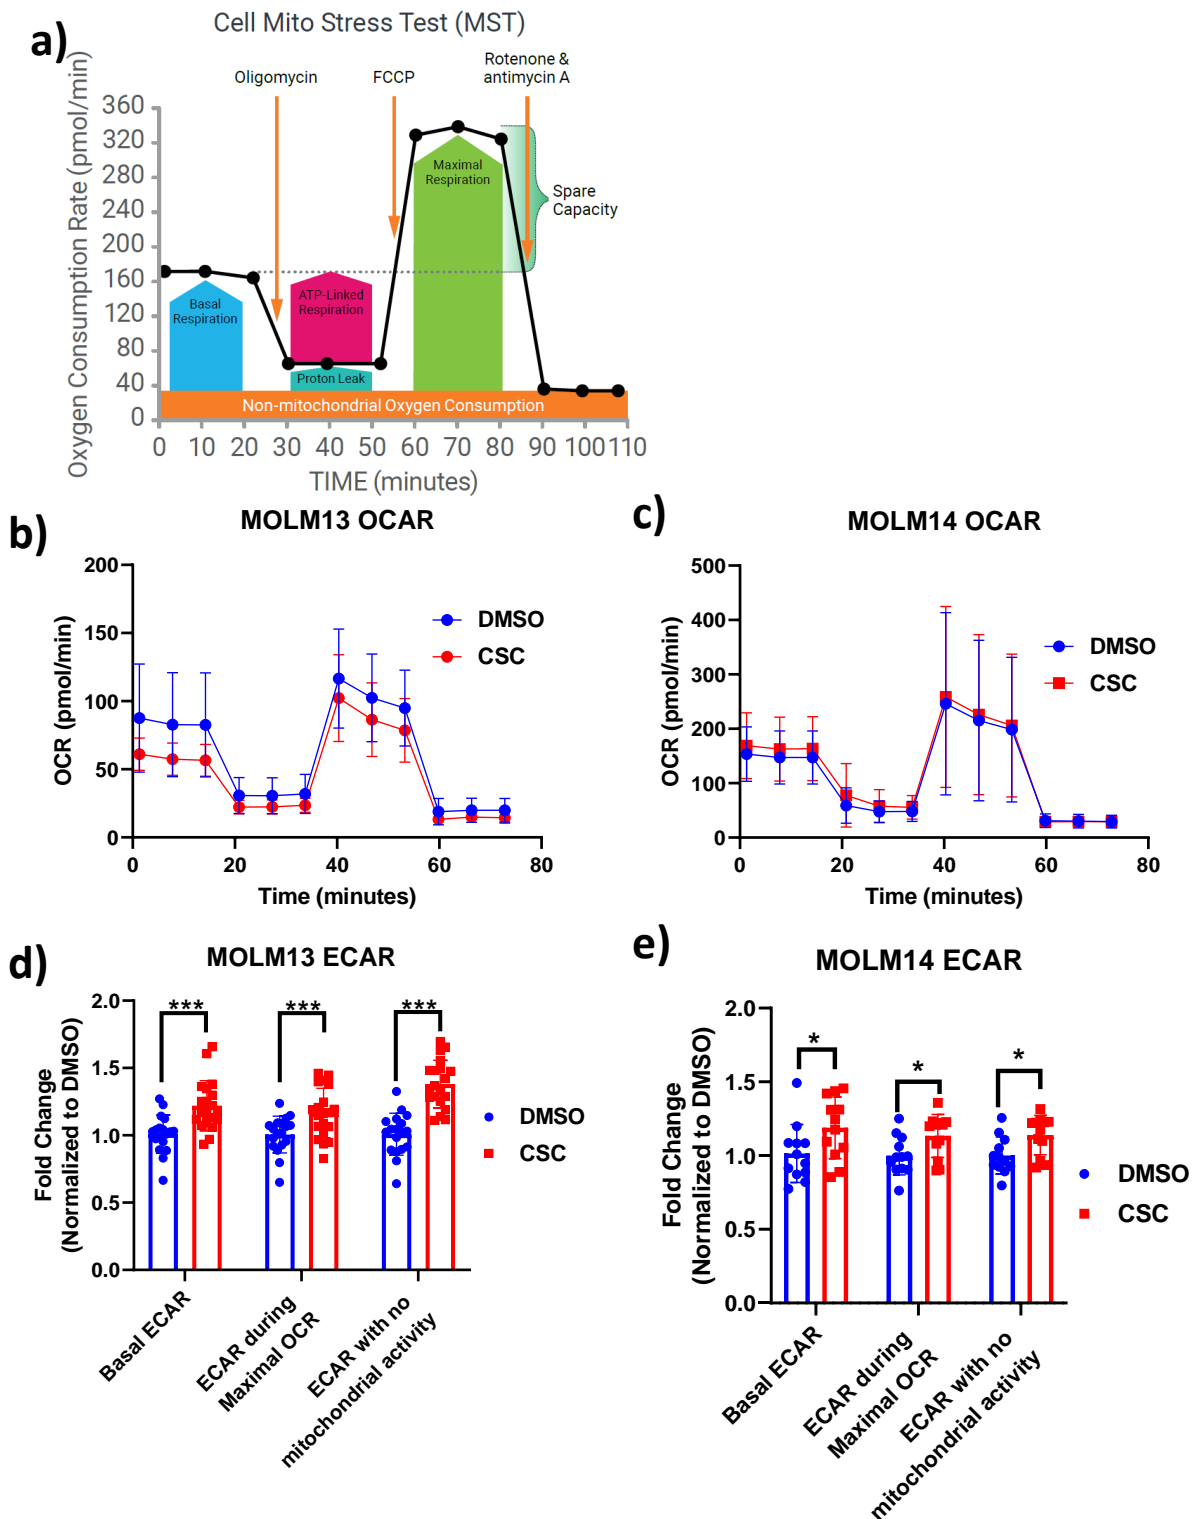 Cell Mito Stress Test (MST)
a)
Oxygen Consumption Rate (pmol/min)
Oligomycin
FCCP
Rotenone &
antimycin A
360
320
280
240
200
160
120
80
40
0
Maximal
Respiration
Spare
Capacity
Basal
Respiration
ATP-Linked
Respiration
Proton Leak
Non-mitochondrial Oxygen Consumption
0 10 20 30 40 50 60 70 80 90 100 110
TIME (minutes)
b)
MOLM13 OCAR
OCR (pmol/min)
200
150
100
50
0
DMSO
CSC
0 20 40 60 80
Time (minutes)
c)
MOLM14 OCAR
OCR (pmol/min)
500
400
300
200
100
0
DMSO
CSC
0 20 40 60 80
Time (minutes)
d)
MOLM13 ECAR
Fold Change
(Normalized to DMSO)
2.0
1.5
1.0
0.5
0.0
*** *** ***
DMSO
CSC
Basal ECAR
ECAR during
Maximal OCR
ECAR with no
mitochondrial activity
e)
MOLM14 ECAR
Fold Change
(Normalized to DMSO)
2.0
1.5
1.0
0.5
0.0
* * *
DMSO
CSC
Basal ECAR
ECAR during
Maximal OCR
ECAR with no
mitochondrial activity